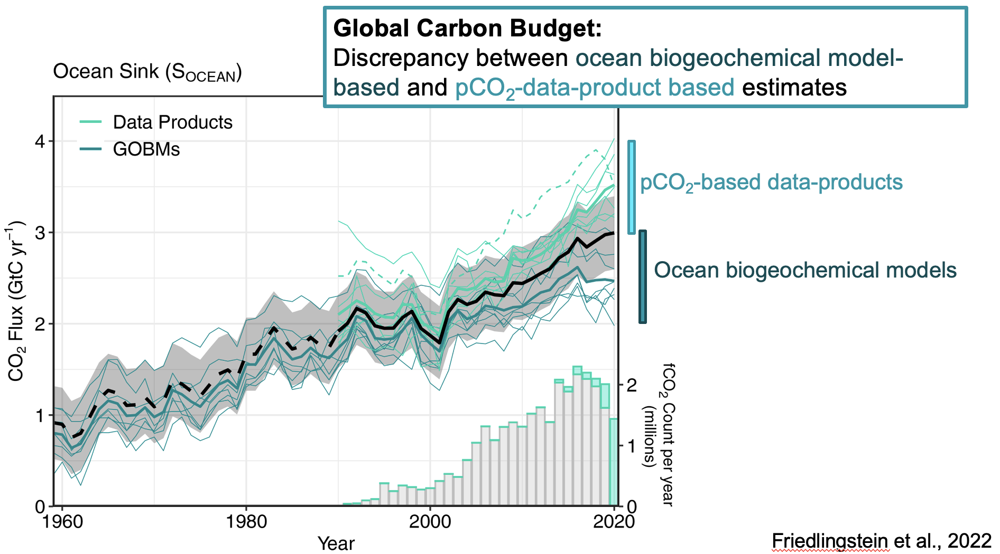 Global Carbon Budget:
Discrepancy between ocean biogeochemical model-
based and pCO₂-data-product based estimates
Ocean Sink (S_OCEAN)
Data Products
GOBMs
4
3
2
1
0
CO₂ Flux (GtC yr⁻¹)
1960
1980
2000
2020
Year
2
1
0
fCO₂ Count per year
(millions)
pCO₂-based data-products
Ocean biogeochemical models
Friedlingstein et al., 2022